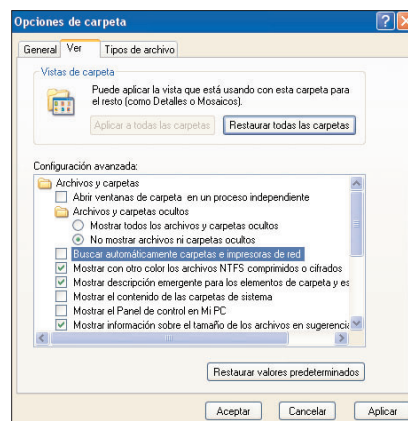 Opciones de carpeta
General Ver Tipos de archivo
Vistas de carpeta
Puede aplicar la vista que está usando con esta carpeta para
el resto (como Detalles o Mosaicos).
Aplicar a todas las carpetas Restaurar todas las carpetas
Configuración avanzada:
Archivos y carpetas
Abrir ventanas de carpeta en un proceso independiente
Archivos y carpetas ocultos
Mostrar todos los archivos y carpetas ocultos
No mostrar archivos ni carpetas ocultos
Buscar automáticamente carpetas e impresoras de red
Mostrar con otro color los archivos NTFS comprimidos o cifrados
Mostrar descripción emergente para los elementos de carpeta y es
Mostrar el contenido de las carpetas de sistema
Mostrar el Panel de control en Mi PC
Mostrar información sobre el tamaño de los archivos en sugerencia
Restaurar valores predeterminados
Aceptar Cancelar Aplicar